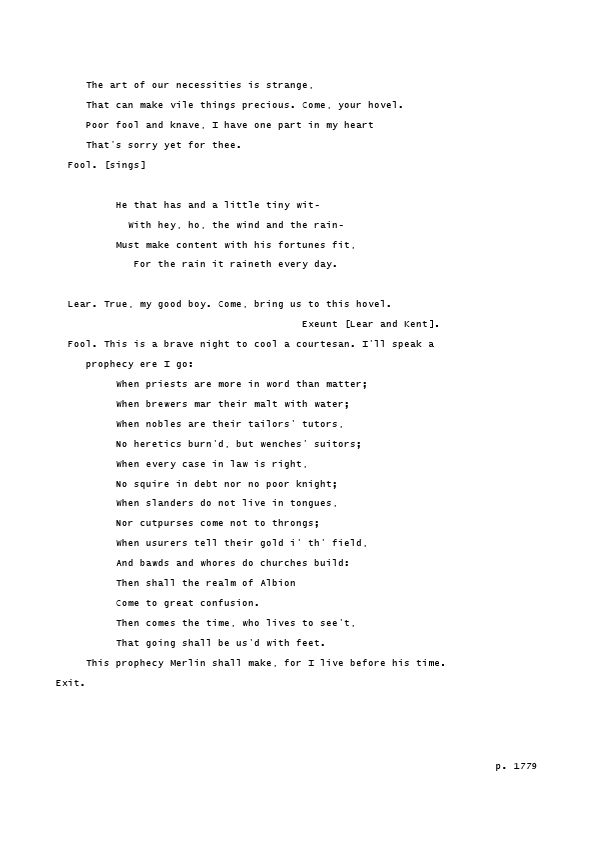 The art of our necessities is strange,
That can make vile things precious. Come, your hovel.
Poor fool and knave, I have one part in my heart
That's sorry yet for thee.
Fool. [sings]
He that has and a little tiny wit-
With hey, ho, the wind and the rain-
Must make content with his fortunes fit,
For the rain it raineth every day.
Lear. True, my good boy. Come, bring us to this hovel.
Exeunt [Lear and Kent].
Fool. This is a brave night to cool a courtesan. I'll speak a
prophecy ere I go:
When priests are more in word than matter;
When brewers mar their malt with water;
When nobles are their tailors' tutors,
No heretics burn'd, but wenches' suitors;
When every case in law is right,
No squire in debt nor no poor knight;
When slanders do not live in tongues,
Nor cutpurses come not to throngs;
When usurers tell their gold i' th' field,
And bawds and whores do churches build:
Then shall the realm of Albion
Come to great confusion.
Then comes the time, who lives to see't,
That going shall be us'd with feet.
This prophecy Merlin shall make, for I live before his time.
Exit.
p. 1779